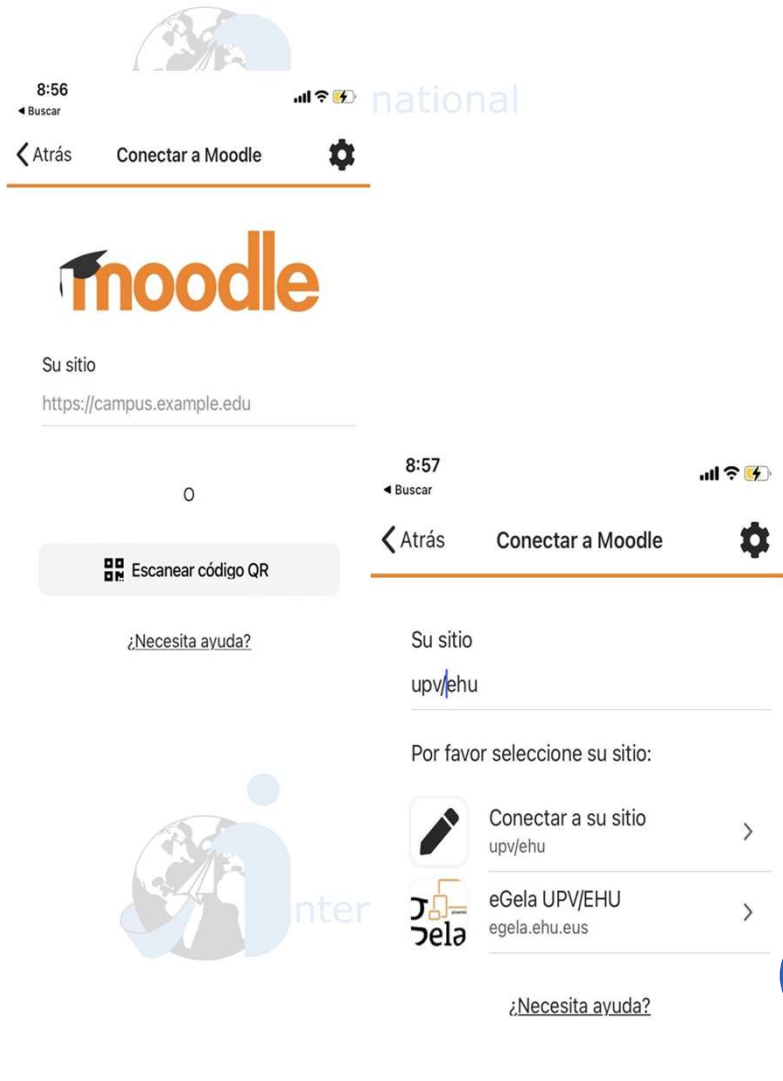 national
8:56
◀ Buscar
Atrás
Conectar a Moodle
moodle
Su sitio
https://campus.example.edu
O
Escanear código QR
¿Necesita ayuda?
8:57
◀ Buscar
Atrás
Conectar a Moodle
Su sitio
upv/ehu
Por favor seleccione su sitio:
Conectar a su sitio
upv/ehu
eGela UPV/EHU
egela.ehu.eus
gela
¿Necesita ayuda?
inter